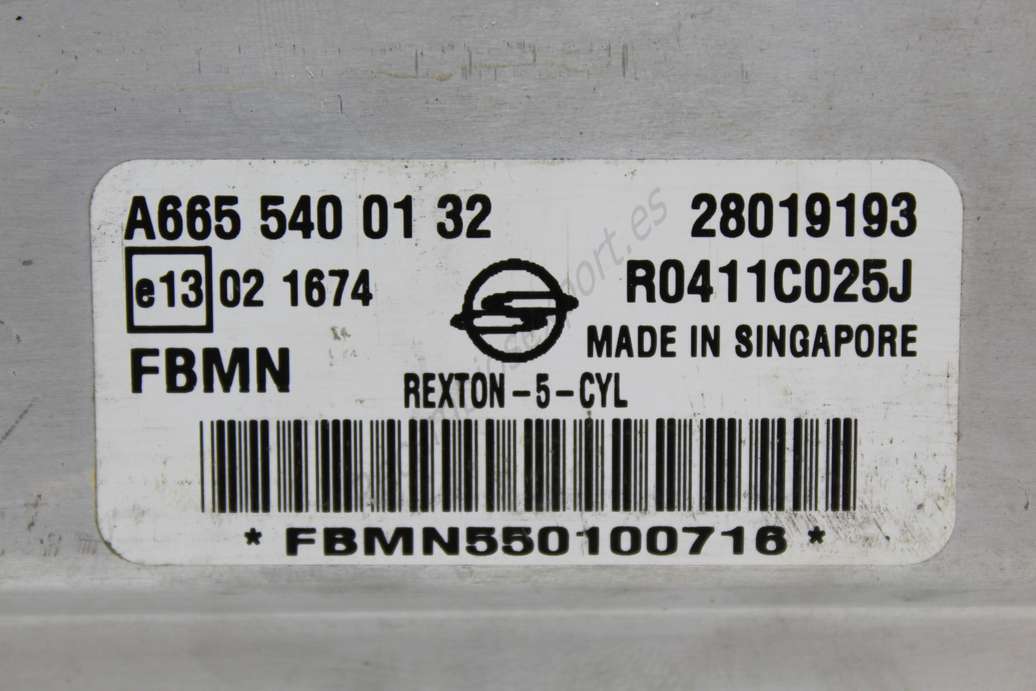 A665 540 01 32 28019193
e13 02 1674 R0411C025J
MADE IN SINGAPORE
FBMN
REXTON-5-CYL
* FBMN550100716 *